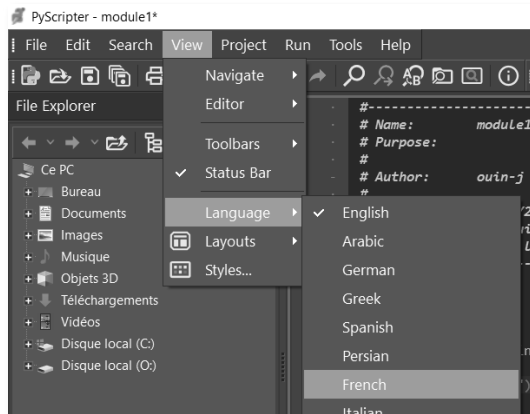 PyScripter - module1*
File Edit Search View Project Run Tools Help
File Explorer
Ce PC
Bureau
Documents
Images
Musique
Objets 3D
Téléchargements
Vidéos
Disque local (C:)
Disque local (O:)
Navigate
Editor
Toolbars
Status Bar
Language
Layouts
Styles...
English
Arabic
German
Greek
Spanish
Persian
French
Italian
#----------------------
# Name: module1
# Purpose:
#
# Author: ouin-j
#